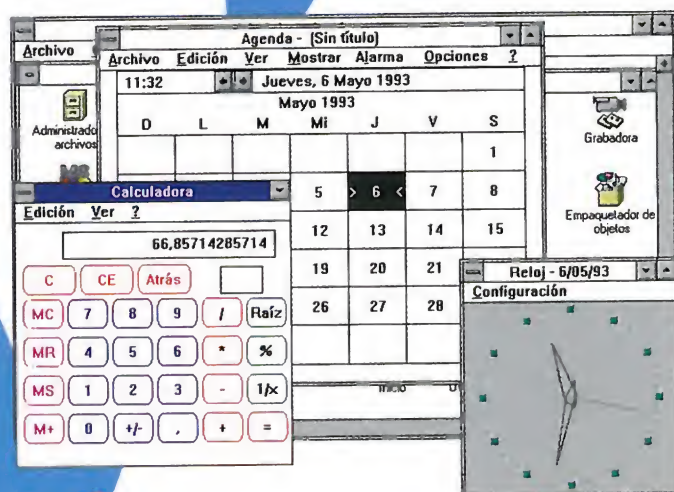 Archivo
Agenda - (Sin título)
Archivo Edición Ver Mostrar Alarma Opciones ?
11:32 Jueves, 6 Mayo 1993
Mayo 1993
D L M Mi J V S
1
5 > 6 < 7 8
12 13 14 15
19 20 21
26 27 28
Inicio
Administrado
archivos
Grabadora
Empaquetador de
objetos
Calculadora
Edición Ver ?
66,85714285714
C CE Atrás
MC 7 8 9 / Raíz
MR 4 5 6 * %
MS 1 2 3 - 1/x
M+ 0 +/- , + =
Reloj - 6/05/93
Configuración